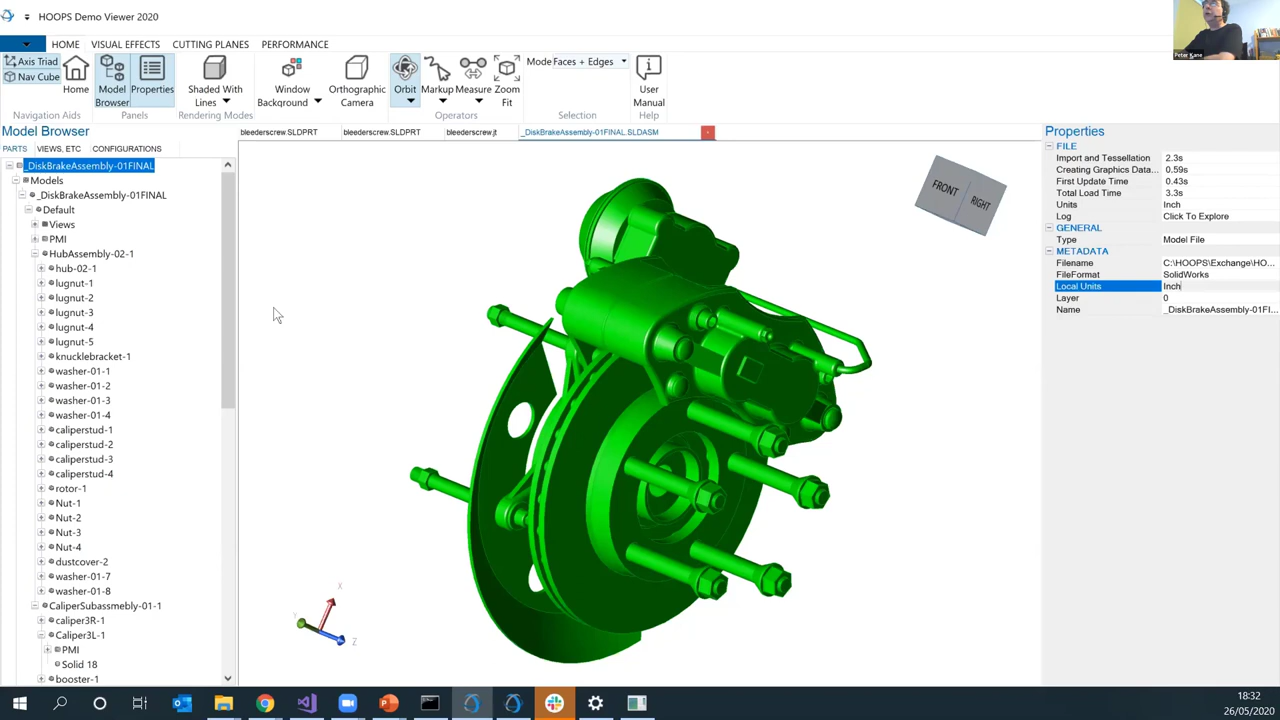 HOOPS Demo Viewer 2020
Peter Kane
HOME VISUAL EFFECTS CUTTING PLANES PERFORMANCE
Axis Triad
Nav Cube
Home
Model Browser
Properties
Shaded With Lines
Window Background
Orthographic Camera
Orbit
Markup
Measure
Zoom Fit
Mode Faces + Edges
User Manual
Navigation Aids
Panels
Rendering Modes
Operators
Selection
Help
Model Browser
PARTS VIEWS, ETC CONFIGURATIONS
_DiskBrakeAssembly-01FINAL
Models
_DiskBrakeAssembly-01FINAL
Default
Views
PMI
HubAssembly-02-1
hub-02-1
lugnut-1
lugnut-2
lugnut-3
lugnut-4
lugnut-5
knucklebracket-1
washer-01-1
washer-01-2
washer-01-3
washer-01-4
caliperstud-1
caliperstud-2
caliperstud-3
caliperstud-4
rotor-1
Nut-1
Nut-2
Nut-3
Nut-4
dustcover-2
washer-01-7
washer-01-8
CaliperSubassmebly-01-1
caliper3R-1
Caliper3L-1
PMI
Solid 18
booster-1
bleederscrew.SLDPRT bleederscrew.SLDPRT bleederscrew.jt _DiskBrakeAssembly-01FINAL.SLDASM
FRONT RIGHT
X
Y
Z
Properties
FILE
Import and Tessellation 2.3s
Creating Graphics Data... 0.59s
First Update Time 0.43s
Total Load Time 3.3s
Units Inch
Log Click To Explore
GENERAL
Type Model File
METADATA
Filename C:\HOOPS\Exchange\HO...
FileFormat SolidWorks
Local Units Inch
Layer 0
Name _DiskBrakeAssembly-01FI...
18:32
26/05/2020